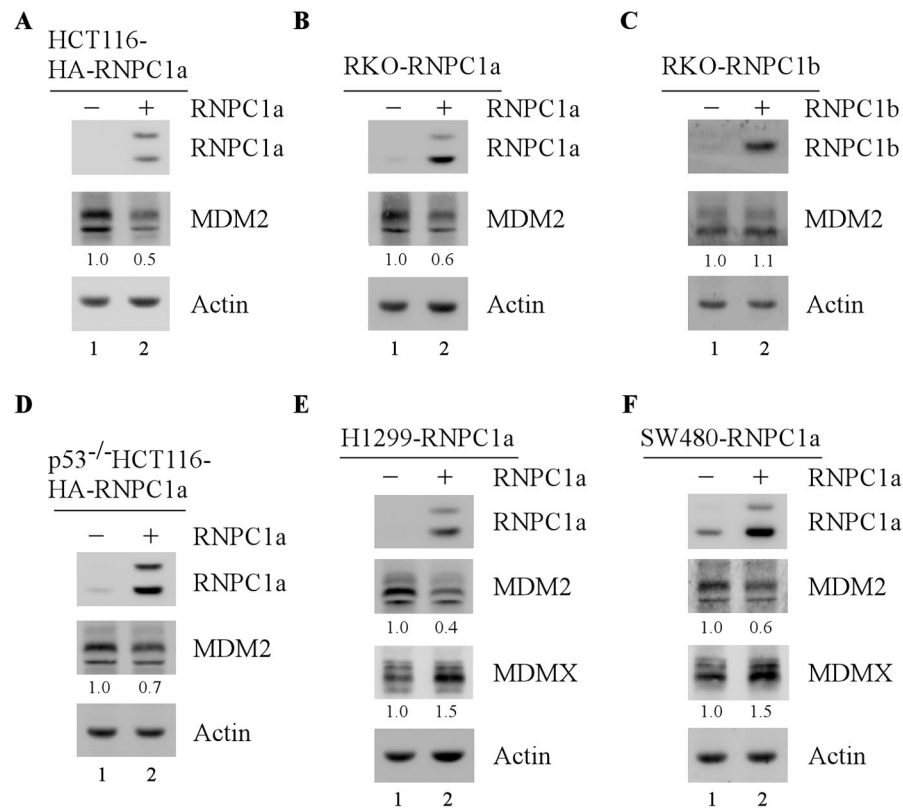 A
HCT116-
HA-RNPC1a
− + RNPC1a
RNPC1a
MDM2
1.0 0.5
Actin
1 2
B
RKO-RNPC1a
− + RNPC1a
RNPC1a
MDM2
1.0 0.6
Actin
1 2
C
RKO-RNPC1b
− + RNPC1b
RNPC1b
MDM2
1.0 1.1
Actin
1 2
D
p53-/-HCT116-
HA-RNPC1a
− + RNPC1a
RNPC1a
MDM2
1.0 0.7
Actin
1 2
E
H1299-RNPC1a
− + RNPC1a
RNPC1a
MDM2
1.0 0.4
MDMX
1.0 1.5
Actin
1 2
F
SW480-RNPC1a
− + RNPC1a
RNPC1a
MDM2
1.0 0.6
MDMX
1.0 1.5
Actin
1 2